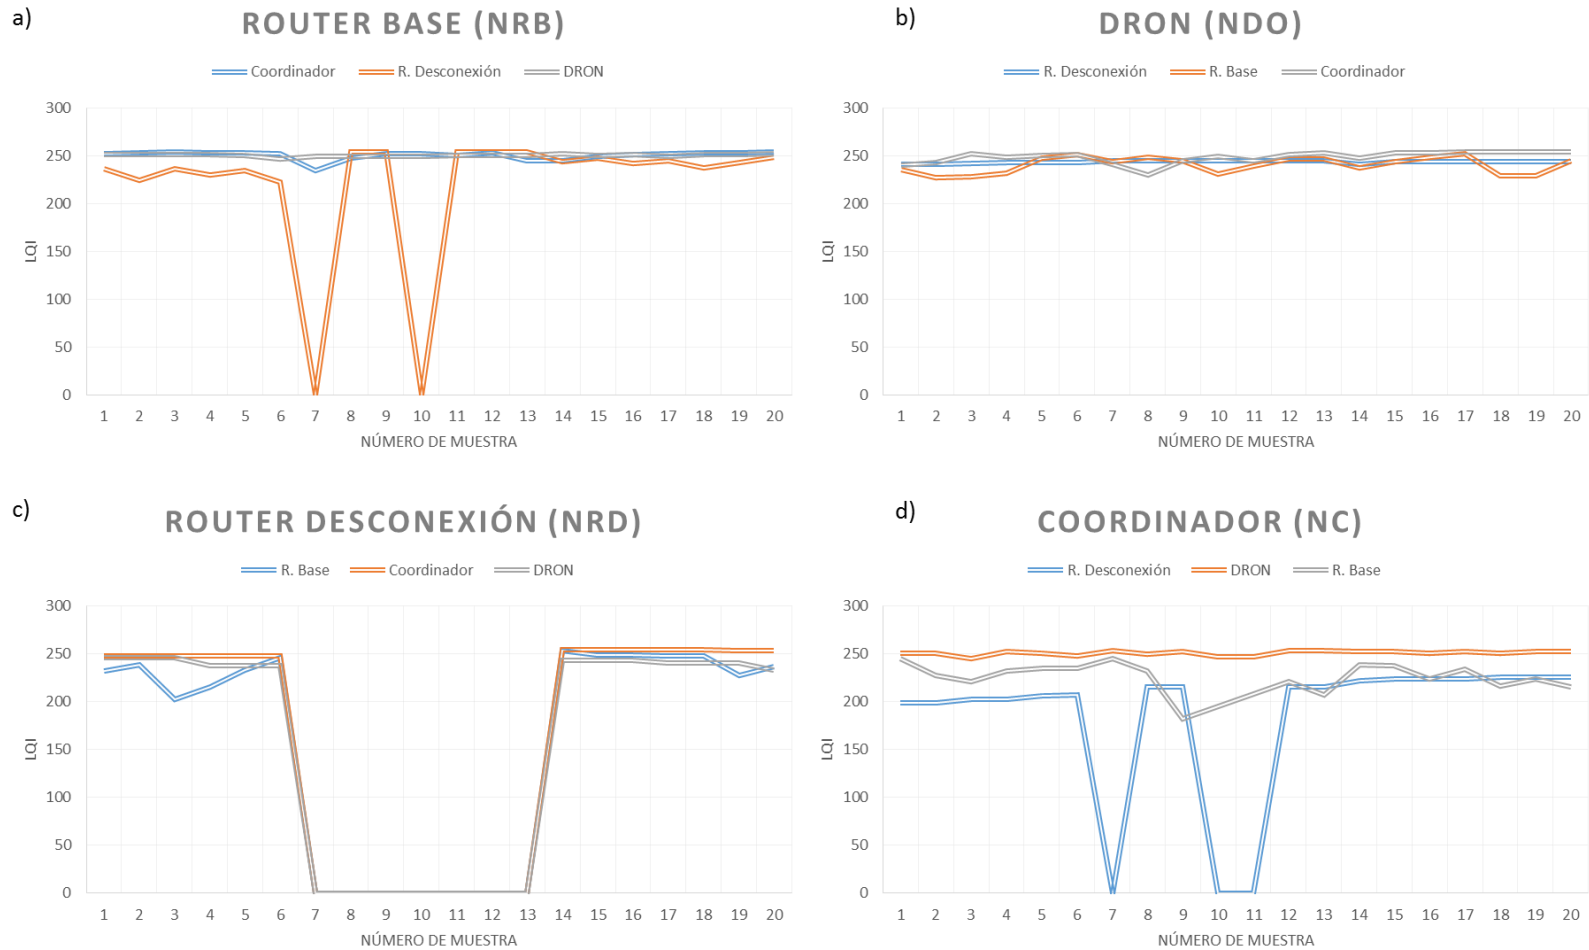 a)
ROUTER BASE (NRB)
Coordinador R. Desconexión DRON
300
250
200
150
100
50
0
LQI
1 2 3 4 5 6 7 8 9 10 11 12 13 14 15 16 17 18 19 20
NÚMERO DE MUESTRA
b)
DRON (NDO)
R. Desconexión R. Base Coordinador
300
250
200
150
100
50
0
LQI
1 2 3 4 5 6 7 8 9 10 11 12 13 14 15 16 17 18 19 20
NÚMERO DE MUESTRA
c)
ROUTER DESCONEXIÓN (NRD)
R. Base Coordinador DRON
300
250
200
150
100
50
0
LQI
1 2 3 4 5 6 7 8 9 10 11 12 13 14 15 16 17 18 19 20
NÚMERO DE MUESTRA
d)
COORDINADOR (NC)
R. Desconexión DRON R. Base
300
250
200
150
100
50
0
LQI
1 2 3 4 5 6 7 8 9 10 11 12 13 14 15 16 17 18 19 20
NÚMERO DE MUESTRA